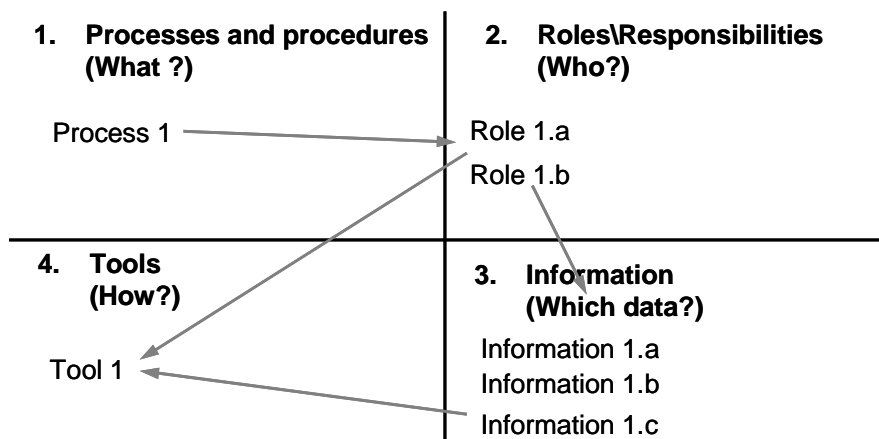 1. Processes and procedures
(What ?)
Process 1
2. Roles\Responsibilities
(Who?)
Role 1.a
Role 1.b
4. Tools
(How?)
Tool 1
3. Information
(Which data?)
Information 1.a
Information 1.b
Information 1.c